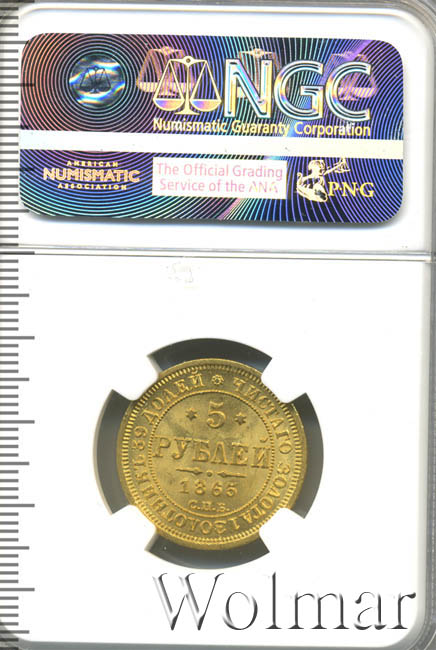 NGC
Numismatic Guaranty Corporation
AMERICAN
NUMISMATIC
ASSOCIATION
The Official Grading
Service of the ANA
PNG
ЧИСТАГО ЗОЛОТА 1 ЗОЛОТНИКЪ 39 ДОЛЕЙ
5
РУБЛЕЙ
1865
С.П.Б.
Wolmar